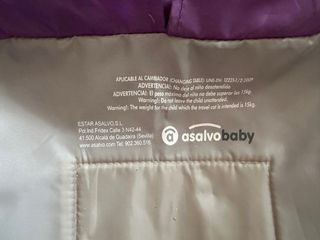 APLICABLE AL CAMBIADOR (CHANGING TABLE) UNE-EN 12221-1/2:2009
ADVERTENCIA: No deje al niño desatendido
ADVERTENCIA: El peso máximo del niño no debe superar los 15kg
Warning!: Do not leave the child unattended.
Warning!: The weight for the child which the travel cot is intended is 15kg.
ESTAR ASALVO, S.L.
Pol.Ind Fridex Calle 3 N42-44
41.500 Alcalá de Guadaira (Sevilla)
www.asalvo.com Tel: 902.360.516
asalvobaby